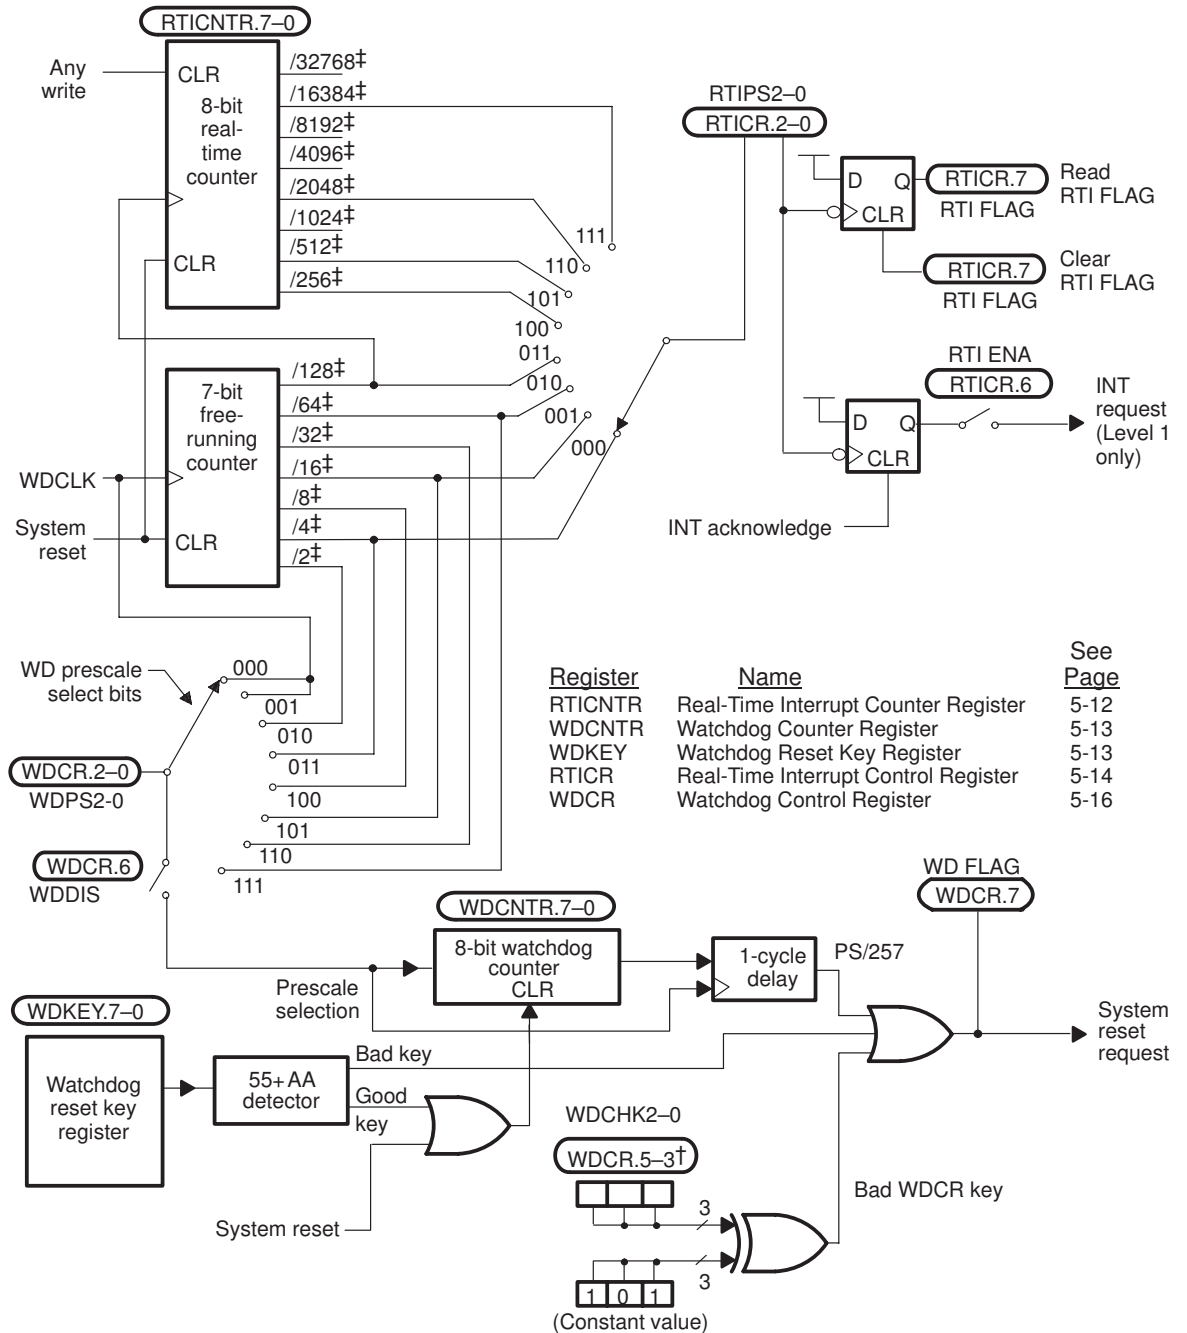 RTICNTR.7–0
Any
write
CLR
8-bit
real-
time
counter
CLR
/32768‡
/16384‡
/8192‡
/4096‡
/2048‡
/1024‡
/512‡
/256‡
111
110
101
100
011
010
001
000
RTIPS2–0
RTICR.2–0
D Q
CLR
RTICR.7
RTI FLAG
Read
RTI FLAG
RTICR.7
RTI FLAG
Clear
RTI FLAG
RTI ENA
RTICR.6
D Q
CLR
INT
request
(Level 1
only)
INT acknowledge
7-bit
free-
running
counter
CLR
WDCLK
System
reset
/128‡
/64‡
/32‡
/16‡
/8‡
/4‡
/2‡
WD prescale
select bits
000
001
010
011
100
101
110
111
WDCR.2–0
WDPS2-0
WDCR.6
WDDIS
Register Name See Page
RTICNTR Real-Time Interrupt Counter Register 5-12
WDCNTR Watchdog Counter Register 5-13
WDKEY Watchdog Reset Key Register 5-13
RTICR Real-Time Interrupt Control Register 5-14
WDCR Watchdog Control Register 5-16
WD FLAG
WDCR.7
WDCNTR.7–0
8-bit watchdog
counter
CLR
Prescale
selection
1-cycle
delay
PS/257
System
reset
request
WDKEY.7–0
Watchdog
reset key
register
55+AA
detector
Bad key
Good
key
System reset
WDCHK2–0
WDCR.5–3†
3
3
Bad WDCR key
1 0 1
(Constant value)